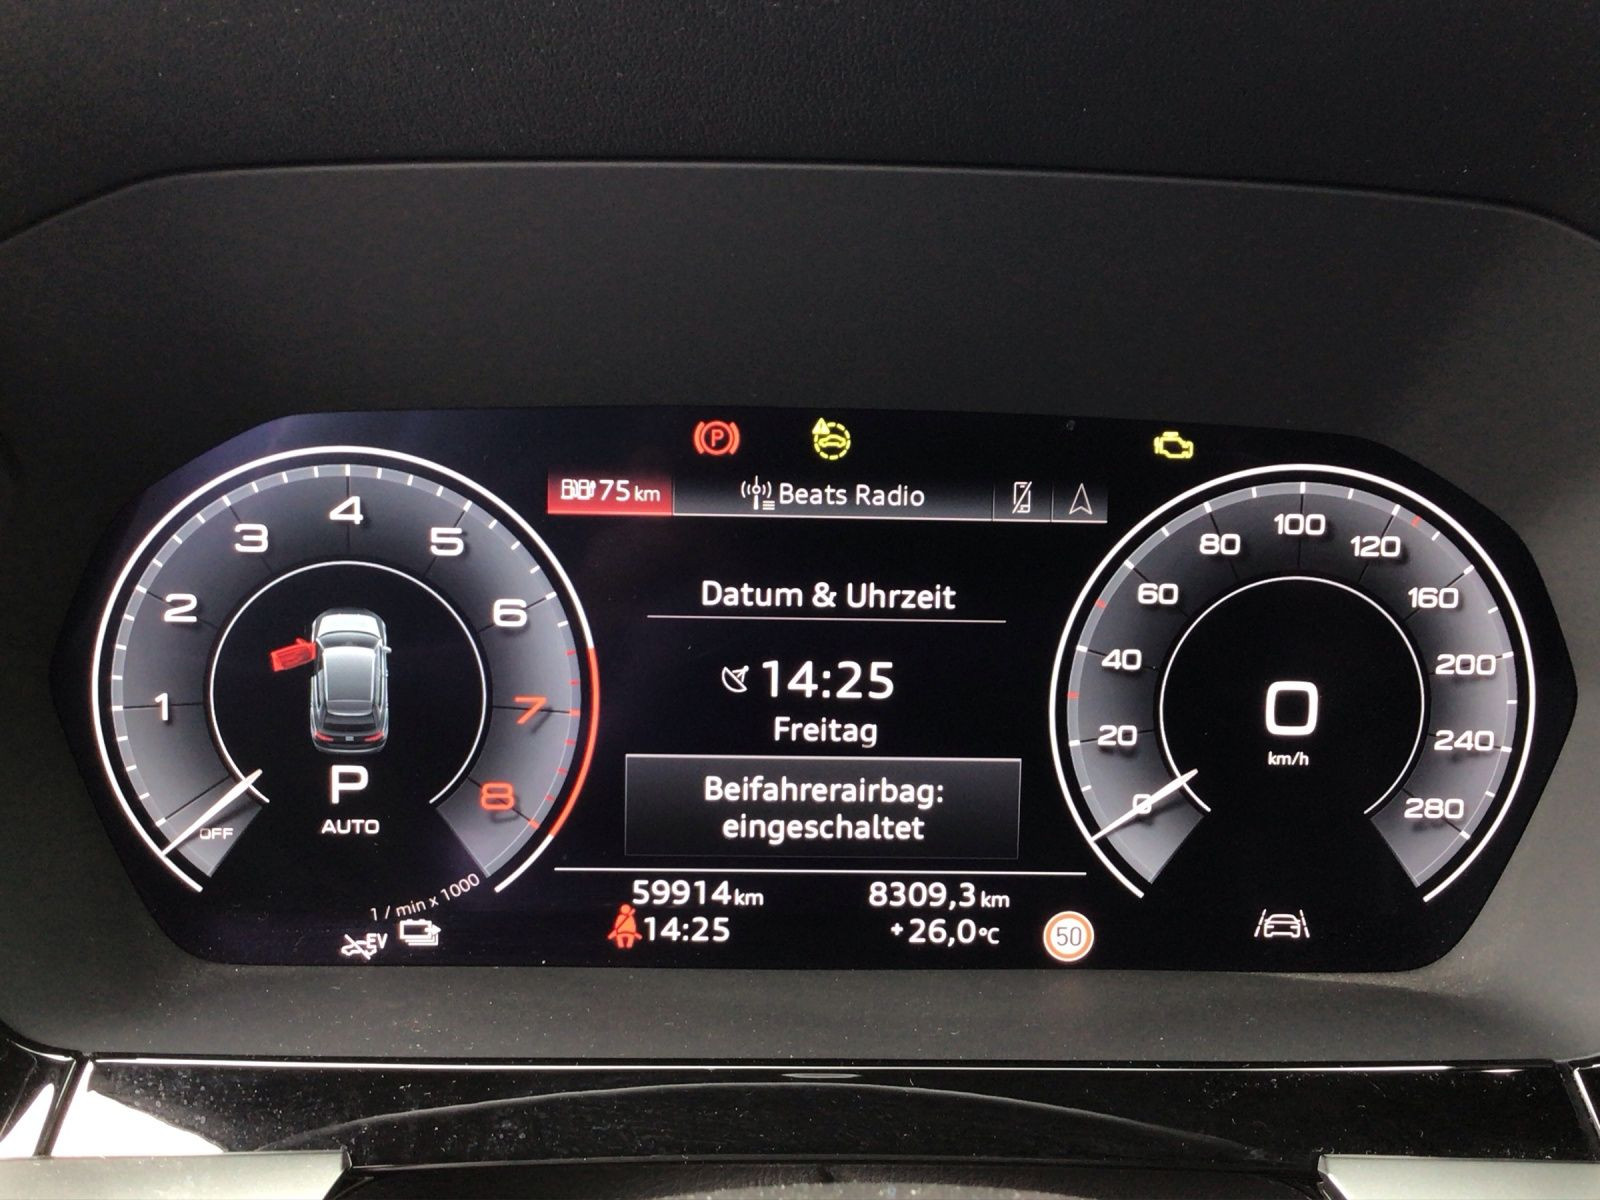 P
75 km
Beats Radio
Datum & Uhrzeit
14:25
Freitag
Beifahrerairbag:
eingeschaltet
59914 km
8309,3 km
14:25
+26,0 °C
50
OFF
1
2
3
4
5
6
7
8
P
AUTO
1 / min x 1000
EV
0
20
40
60
80
100
120
160
200
240
280
0
km/h